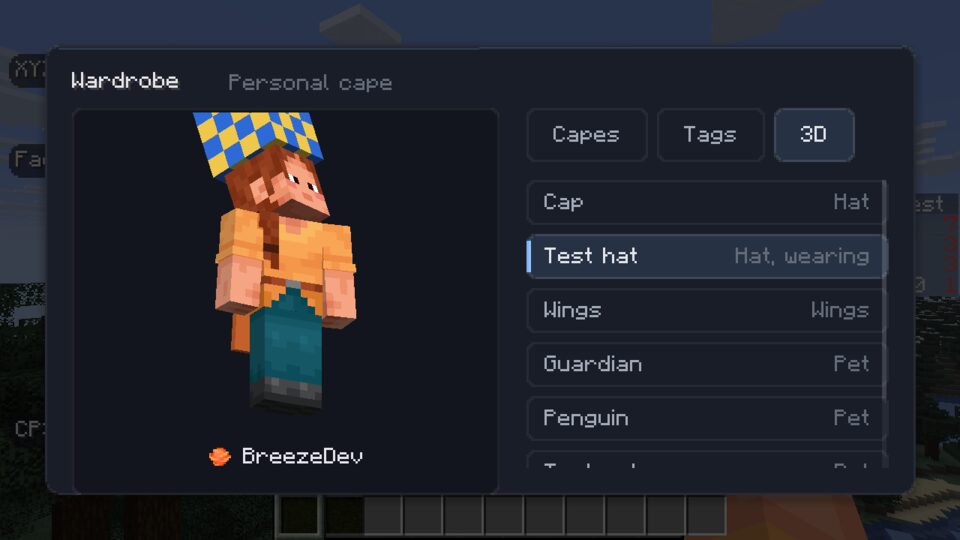 XYZ
Wardrobe
Personal cape
Capes
Tags
3D
Cap
Hat
Test hat
Hat, wearing
Wings
Wings
Guardian
Pet
Penguin
Pet
BreezeDev